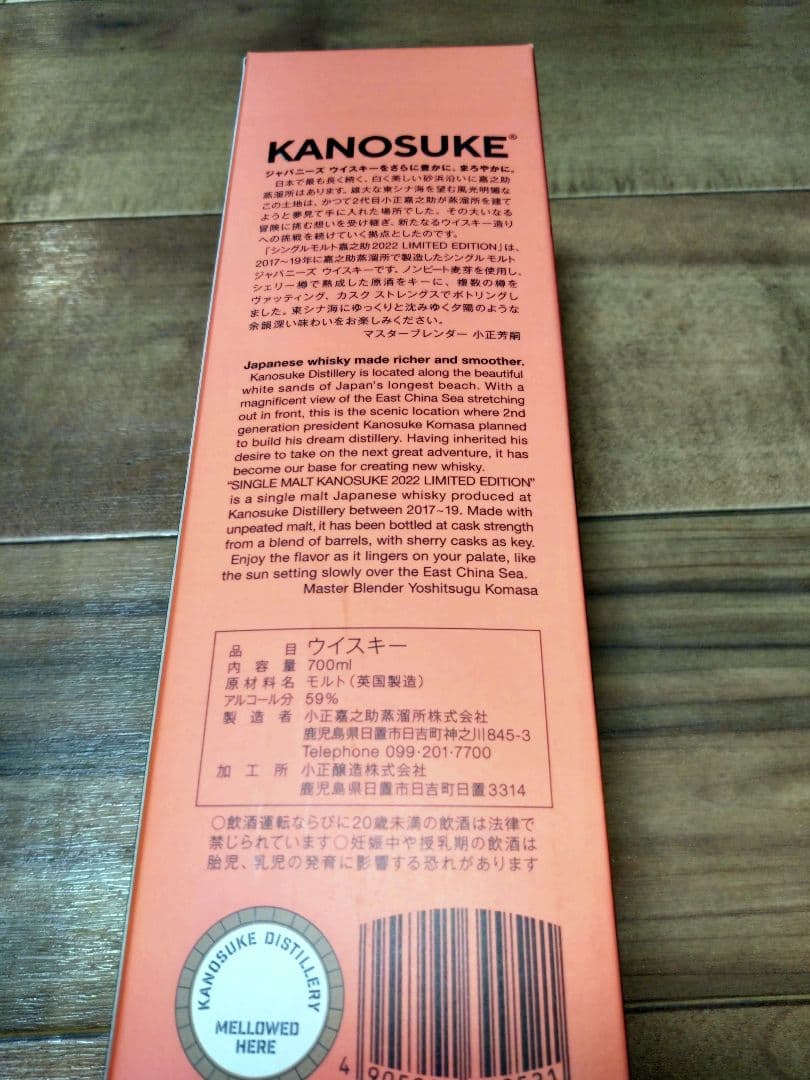 KANOSUKE®
ジャパニーズ ウイスキーをさらに豊かに、まろやかに。
日本で最も長く続く、白く美しい砂浜沿いに嘉之助
蒸溜所はあります。雄大な東シナ海を望む風光明媚な
この土地は、かつて2代目小正嘉之助が蒸溜所を建て
ようと夢見て手に入れた場所でした。その大いなる
冒険に挑む想いを受け継ぎ、新たなるウイスキー造り
への挑戦を続けていく拠点としたのです。
「シングルモルト嘉之助2022 LIMITED EDITION」は、
2017~19年に嘉之助蒸溜所で製造したシングルモルト
ジャパニーズ ウイスキーです。ノンピート麦芽を使用し、
シェリー樽で熟成した原酒をキーに、複数の樽を
ヴァッティング、カスク ストレングスでボトリングし
ました。東シナ海にゆっくりと沈みゆく夕陽のような
余韻深い味わいをお楽しみください。
マスターブレンダー 小正芳嗣
Japanese whisky made richer and smoother.
Kanosuke Distillery is located along the beautiful
white sands of Japan's longest beach. With a
magnificent view of the East China Sea stretching
out in front, this is the scenic location where 2nd
generation president Kanosuke Komasa planned
to build his dream distillery. Having inherited his
desire to take on the next great adventure, it has
become our base for creating new whisky.
"SINGLE MALT KANOSUKE 2022 LIMITED EDITION"
is a single malt Japanese whisky produced at
Kanosuke Distillery between 2017~19. Made with
unpeated malt, it has been bottled at cask strength
from a blend of barrels, with sherry casks as key.
Enjoy the flavor as it lingers on your palate, like
the sun setting slowly over the East China Sea.
Master Blender Yoshitsugu Komasa
品目 ウイスキー
内容量 700ml
原材料名 モルト(英国製造)
アルコール分 59%
製造者 小正嘉之助蒸溜所株式会社
鹿児島県日置市日吉町神之川845-3
Telephone 099·201·7700
加工所 小正醸造株式会社
鹿児島県日置市日吉町日置3314
○飲酒運転ならびに20歳未満の飲酒は法律で
禁じられています○妊娠中や授乳期の飲酒は
胎児、乳児の発育に影響する恐れがあります
KANOSUKE DISTILLERY
MELLOWED
HERE
4